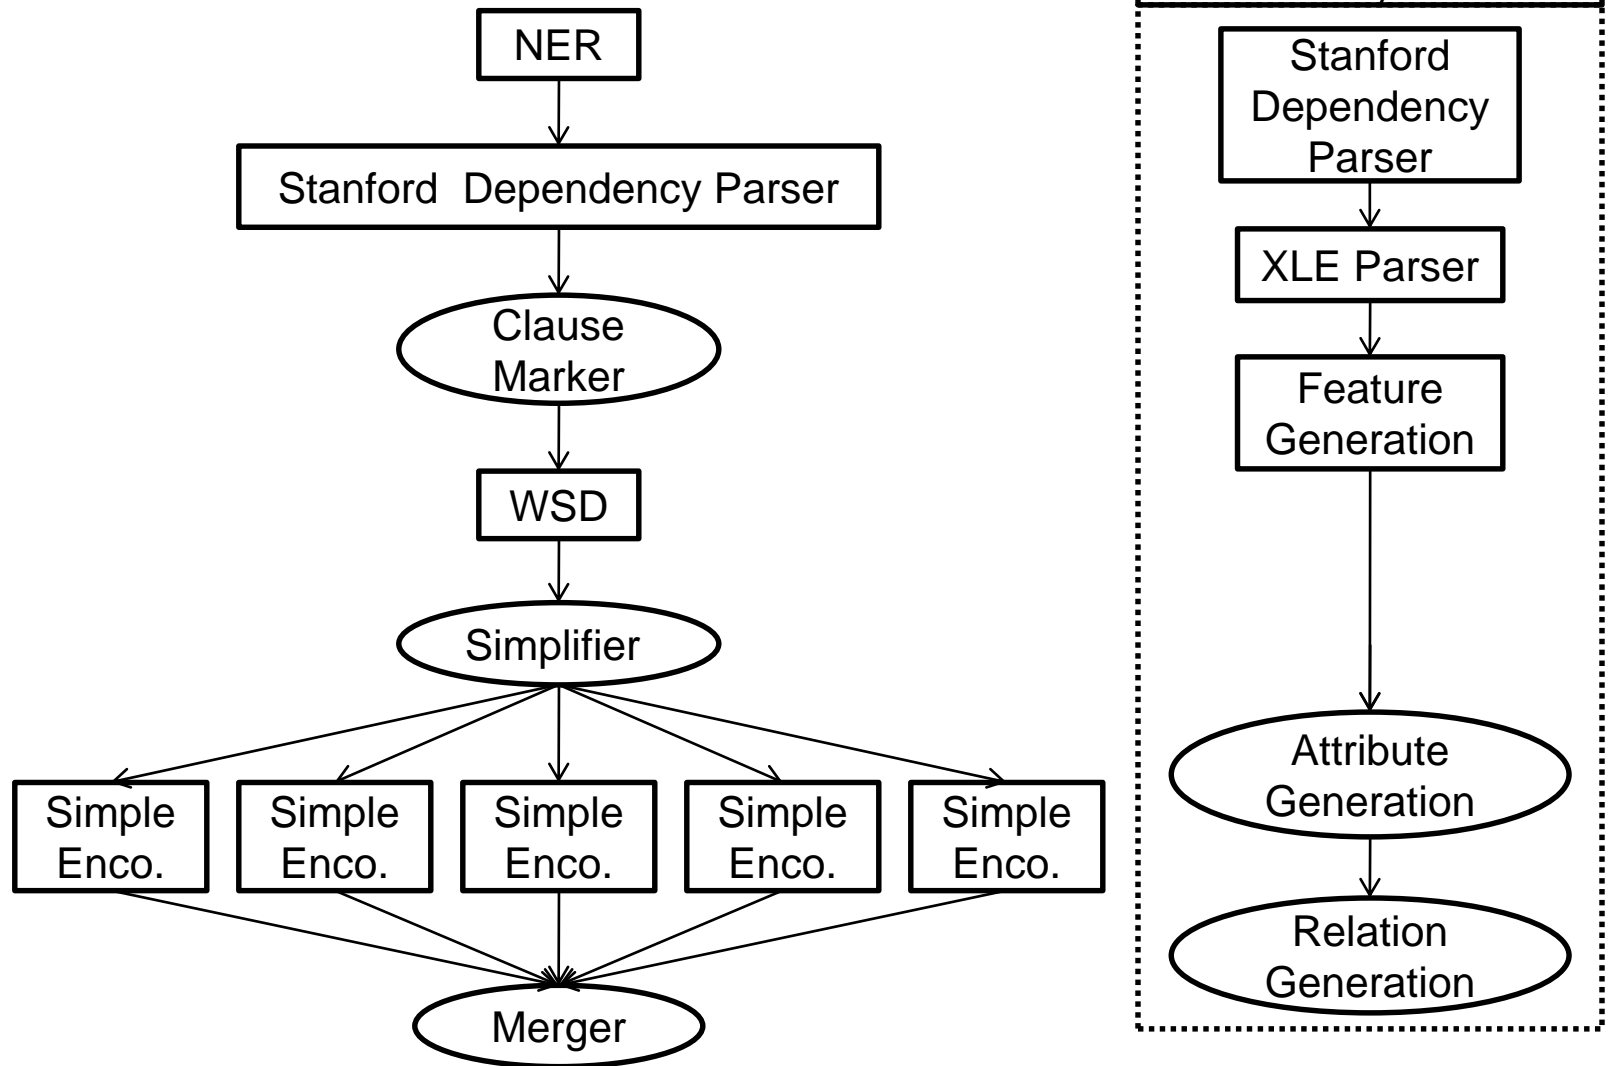 NER
Stanford Dependency Parser
Clause
Marker
WSD
Simplifier
Simple
Enco.
Simple
Enco.
Simple
Enco.
Simple
Enco.
Simple
Enco.
Merger
Stanford
Dependency
Parser
XLE Parser
Feature
Generation
Attribute
Generation
Relation
Generation